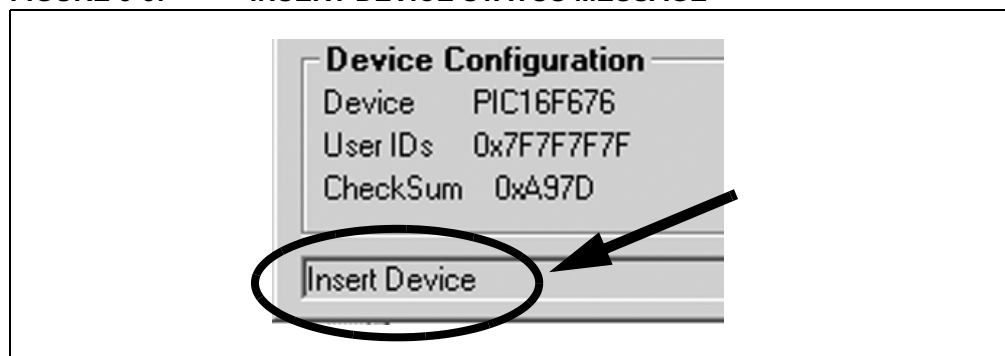 Device Configuration
Device PIC16F676
User IDs 0x7F7F7F7F
CheckSum 0xA97D
Insert Device